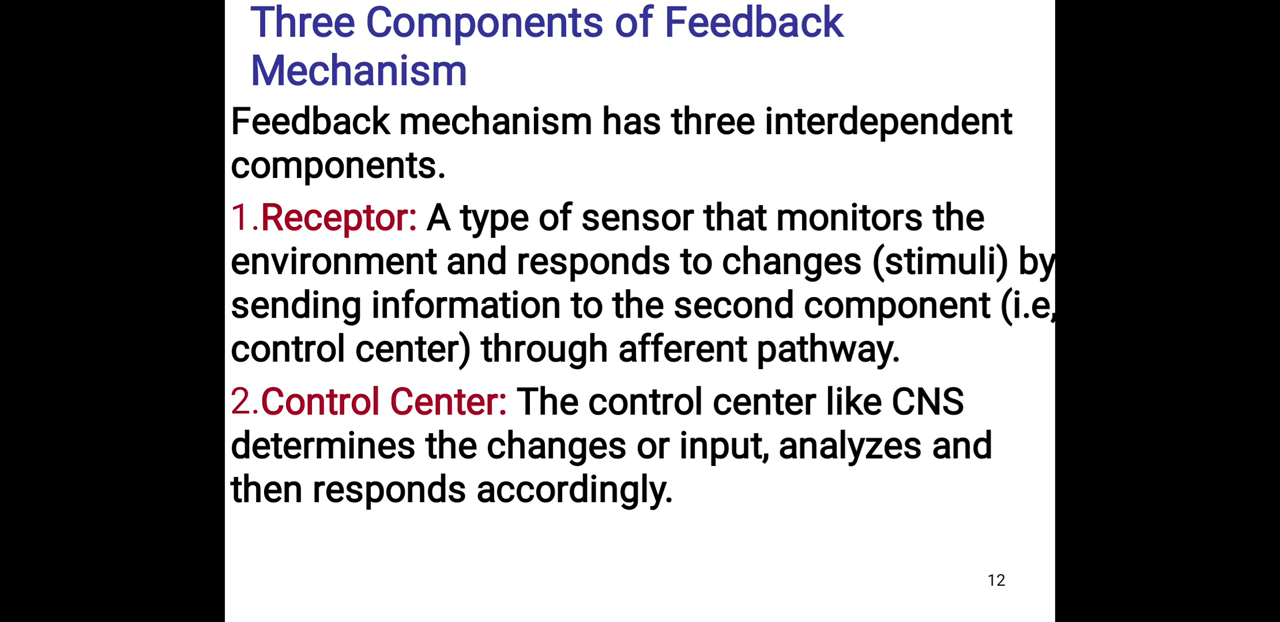 Three Components of Feedback
Mechanism
Feedback mechanism has three interdependent
components.
1.Receptor: A type of sensor that monitors the
environment and responds to changes (stimuli) by
sending information to the second component (i.e,
control center) through afferent pathway.
2.Control Center: The control center like CNS
determines the changes or input, analyzes and
then responds accordingly.
12